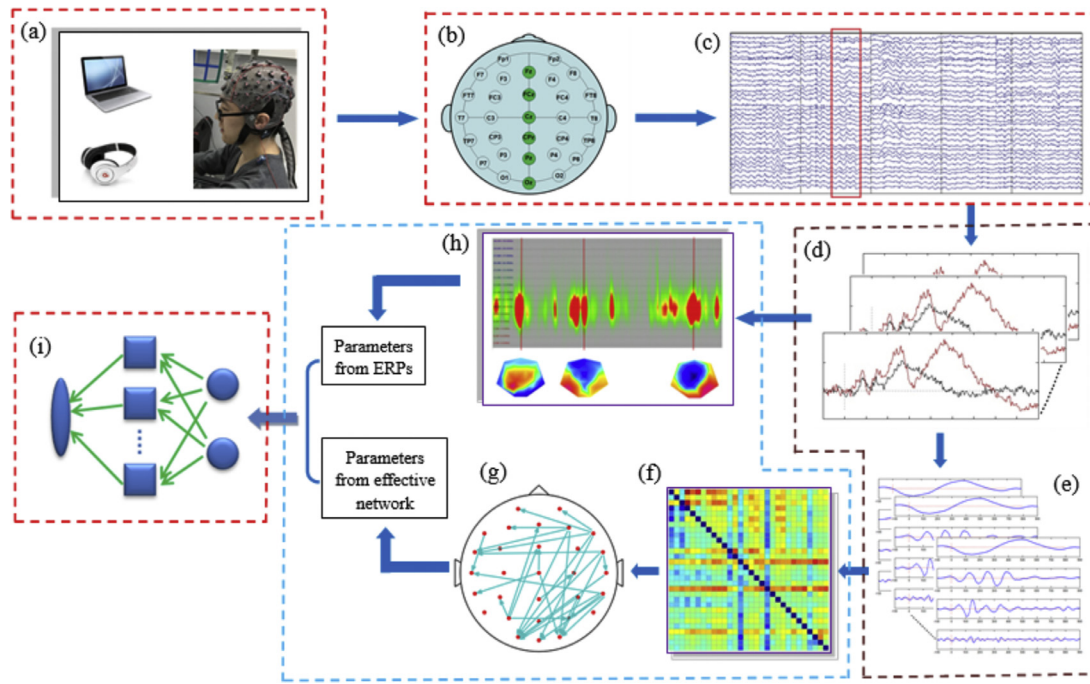 (a)
(b)
(c)
Fp1 Fp2
F7 F3 Fz F4 F8
FT7 FC3 FCz FC4 FT8
T7 C3 Cz C4 T8
TP7 CP3 CPz CP4 TP8
P7 P3 Pz P4 P8
O1 Oz O2
(h)
(d)
(i)
Parameters
from ERPs
Parameters
from effective
network
(g)
(f)
(e)